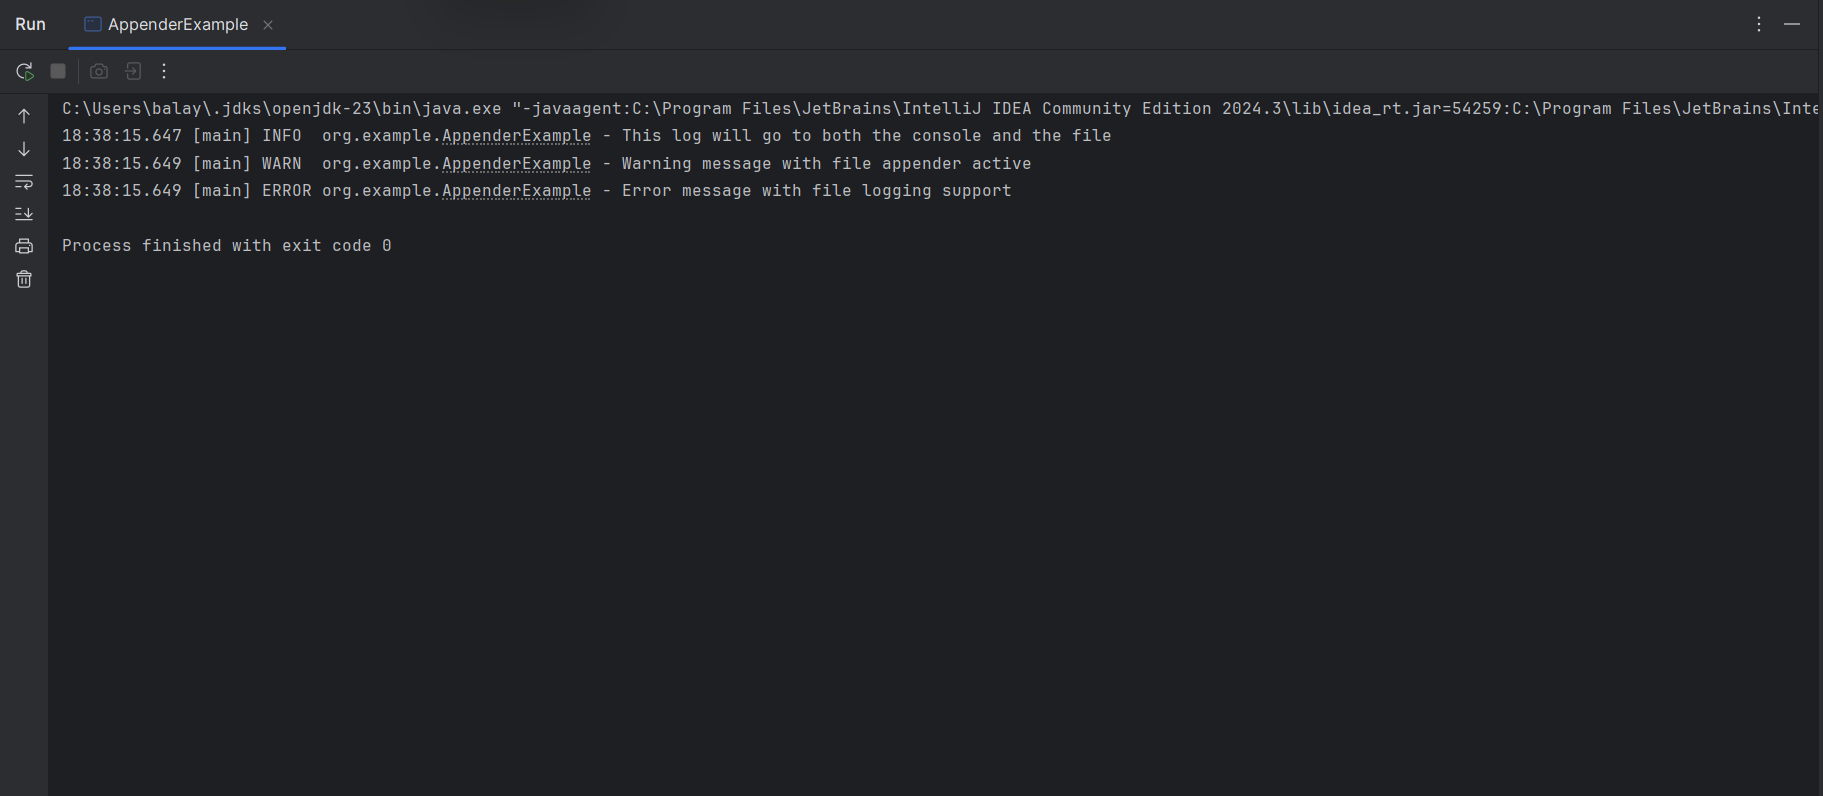 Run AppenderExample
C:\Users\balay\.jdks\openjdk-23\bin\java.exe "-javaagent:C:\Program Files\JetBrains\IntelliJ IDEA Community Edition 2024.3\lib\idea_rt.jar=54259:C:\Program Files\JetBrains\Inte
18:38:15.647 [main] INFO  org.example.AppenderExample - This log will go to both the console and the file
18:38:15.649 [main] WARN  org.example.AppenderExample - Warning message with file appender active
18:38:15.649 [main] ERROR org.example.AppenderExample - Error message with file logging support
Process finished with exit code 0